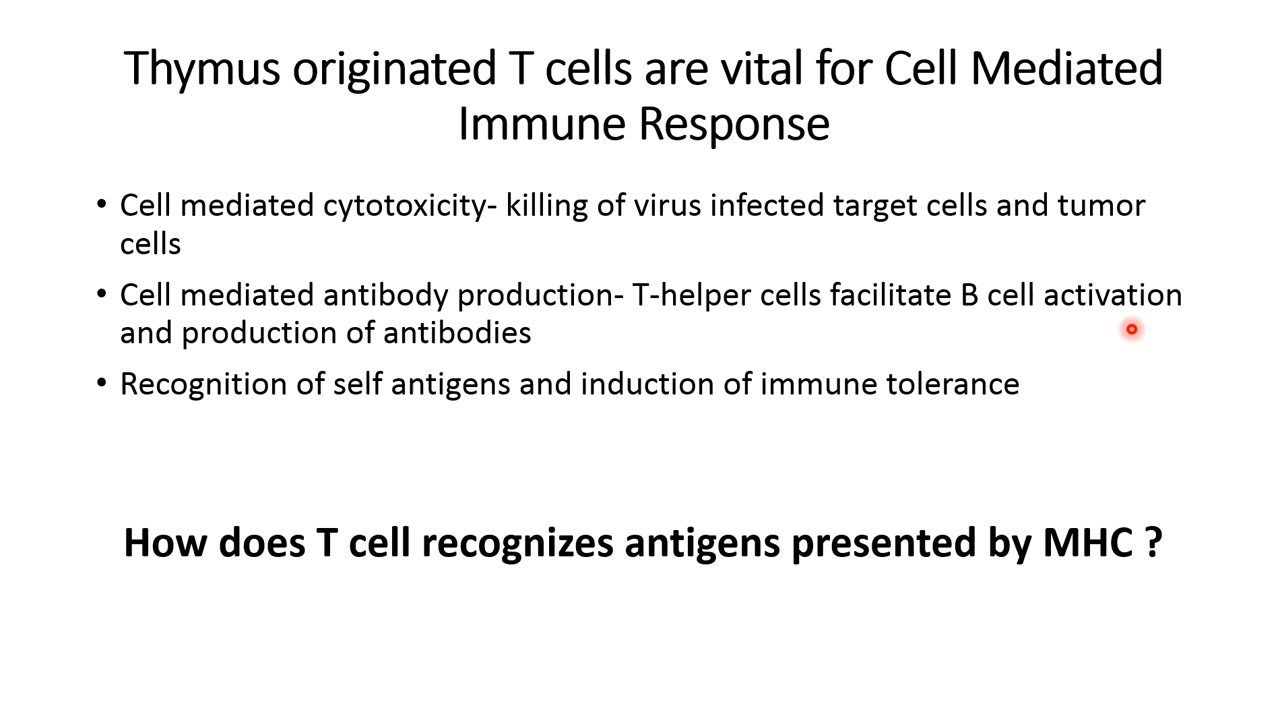 Thymus originated T cells are vital for Cell Mediated
Immune Response
• Cell mediated cytotoxicity- killing of virus infected target cells and tumor
cells
• Cell mediated antibody production- T-helper cells facilitate B cell activation
and production of antibodies
• Recognition of self antigens and induction of immune tolerance
How does T cell recognizes antigens presented by MHC ?